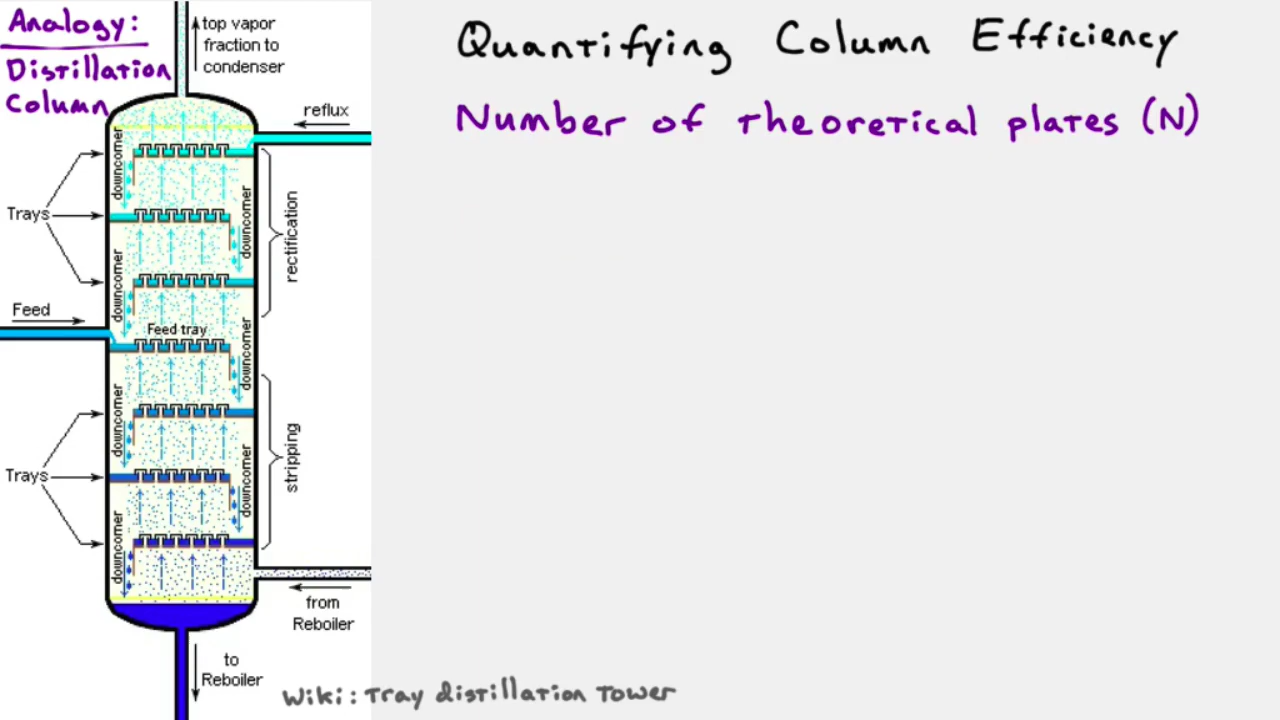 Analogy:
Distillation
Column
top vapor
fraction to
condenser
reflux
downcomer
Trays
downcomer
rectification
downcomer
Feed
Feed tray
downcomer
downcomer
Trays
stripping
downcomer
downcomer
from
Reboiler
to
Reboiler
Wiki: Tray distillation Tower
Quantifying Column Efficiency
Number of theoretical plates (N)